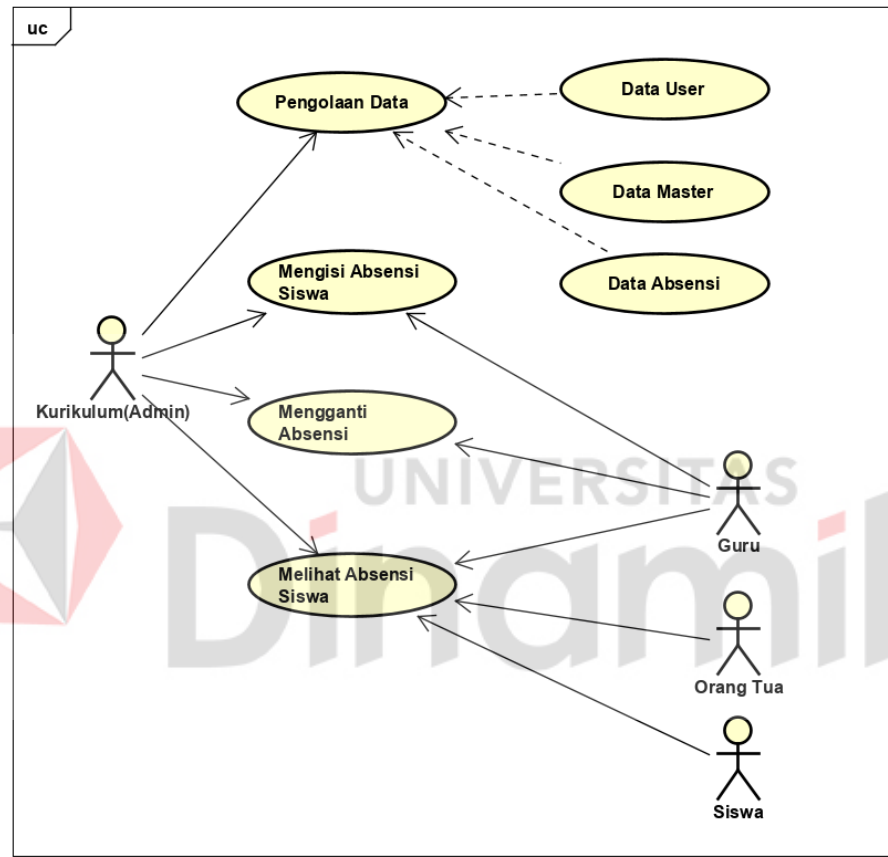 uc
Pengolaan Data
Data User
Data Master
Data Absensi
Mengisi Absensi
Siswa
Kurikulum(Admin)
Mengganti
Absensi
UNIVERSITAS
Dinamik
Guru
Melihat Absensi
Siswa
Orang Tua
Siswa